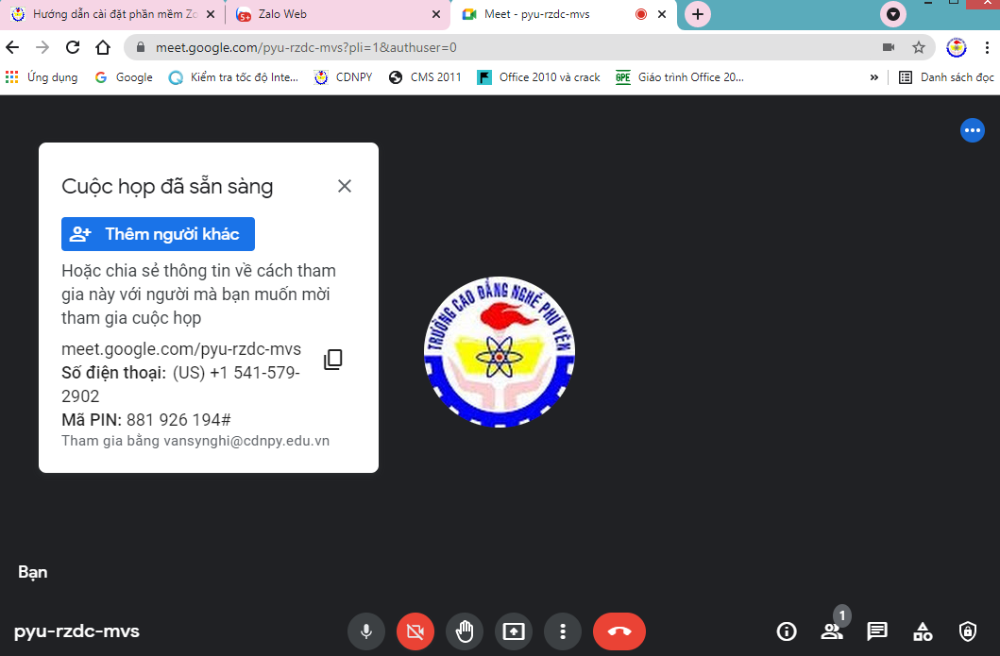 Hướng dẫn cài đặt phần mềm Zo
Zalo Web
5+
Meet - pyu-rzdc-mvs
meet.google.com/pyu-rzdc-mvs?pli=1&authuser=0
Ứng dụng
Google
Kiểm tra tốc độ Inte...
CDNPY
CMS 2011
Office 2010 và crack
GPE
Giáo trình Office 20...
»
Danh sách đọc
Cuộc họp đã sẵn sàng
Thêm người khác
Hoặc chia sẻ thông tin về cách tham
gia này với người mà bạn muốn mời
tham gia cuộc họp
meet.google.com/pyu-rzdc-mvs
Số điện thoại: (US) +1 541-579-
2902
Mã PIN: 881 926 194#
Tham gia bằng vansynghi@cdnpy.edu.vn
TRƯỜNG CAO ĐẲNG NGHỀ PHÚ YÊN
Bạn
pyu-rzdc-mvs
1